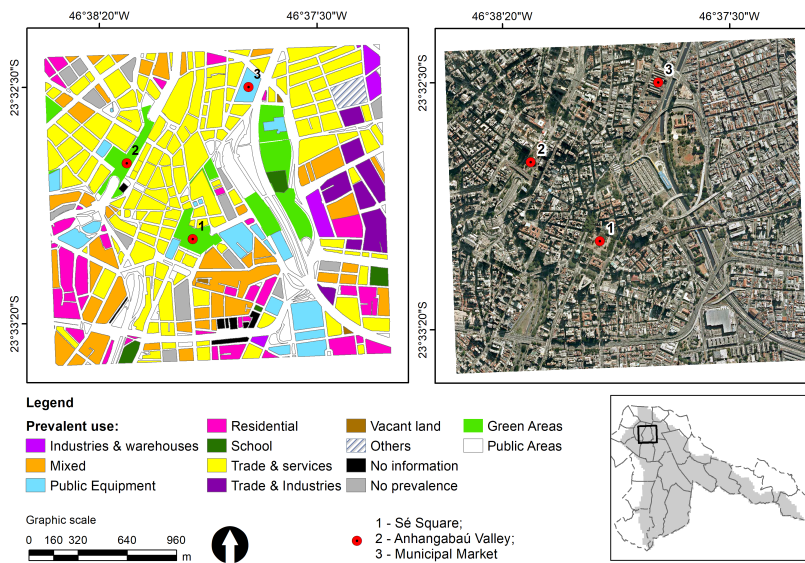 46°38'20"W 46°37'30"W
46°38'20"W 46°37'30"W
23°32'30"S
23°33'20"S
3
2
1
23°32'30"S
23°33'20"S
3
2
1
Legend
Prevalent use:
Industries & warehouses
Mixed
Public Equipment
Residential
School
Trade & services
Trade & Industries
Vacant land
Others
No information
No prevalence
Green Areas
Public Areas
Graphic scale
0 160 320 640 960
m
1 - Sé Square;
2 - Anhangabaú Valley;
3 - Municipal Market